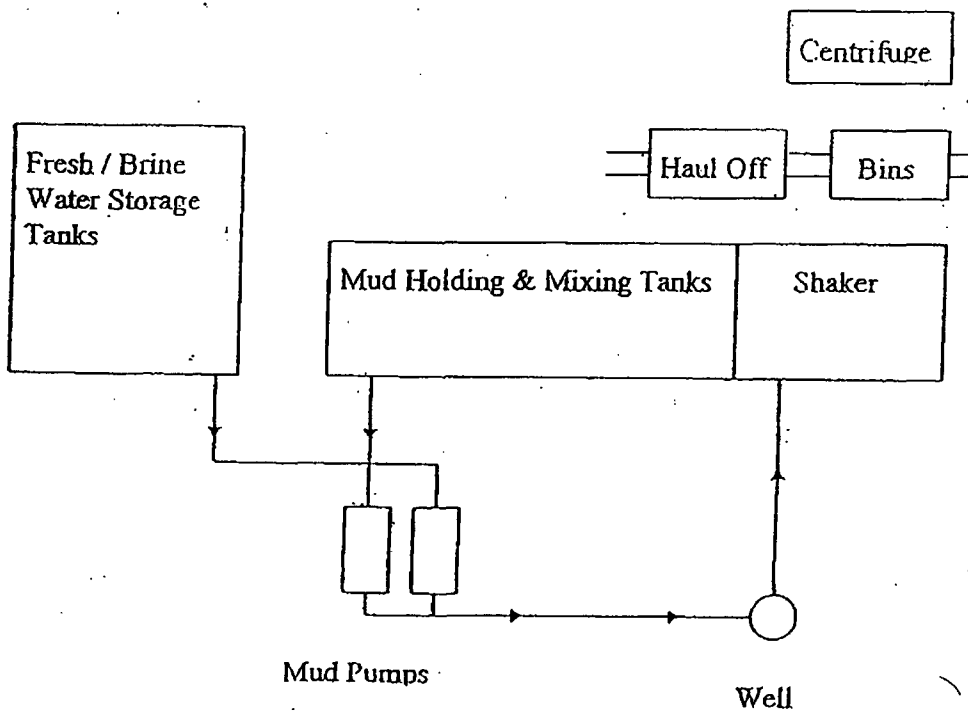 Centrifuge
Fresh / Brine
Water Storage
Tanks
Haul Off
Bins
Mud Holding & Mixing Tanks
Shaker
Mud Pumps
Well